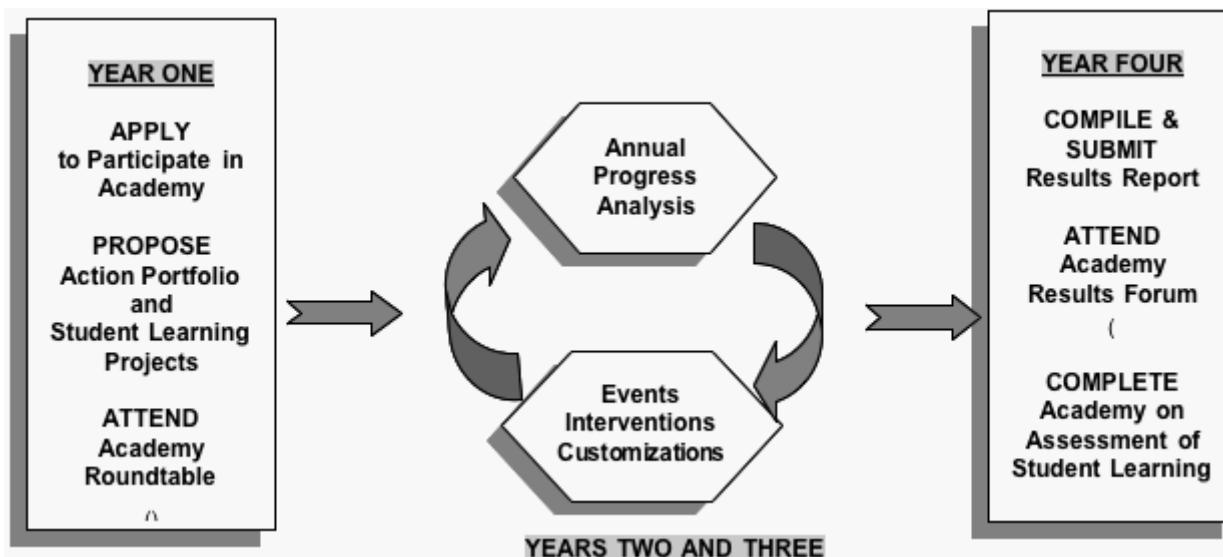 YEAR ONE
APPLY
to Participate in
Academy
PROPOSE
Action Portfolio
and
Student Learning
Projects
ATTEND
Academy
Roundtable
()
Annual
Progress
Analysis
Events
Interventions
Customizations
YEARS TWO AND THREE
YEAR FOUR
COMPILE &
SUBMIT
Results Report
ATTEND
Academy
Results Forum
(
COMPLETE
Academy on
Assessment of
Student Learning